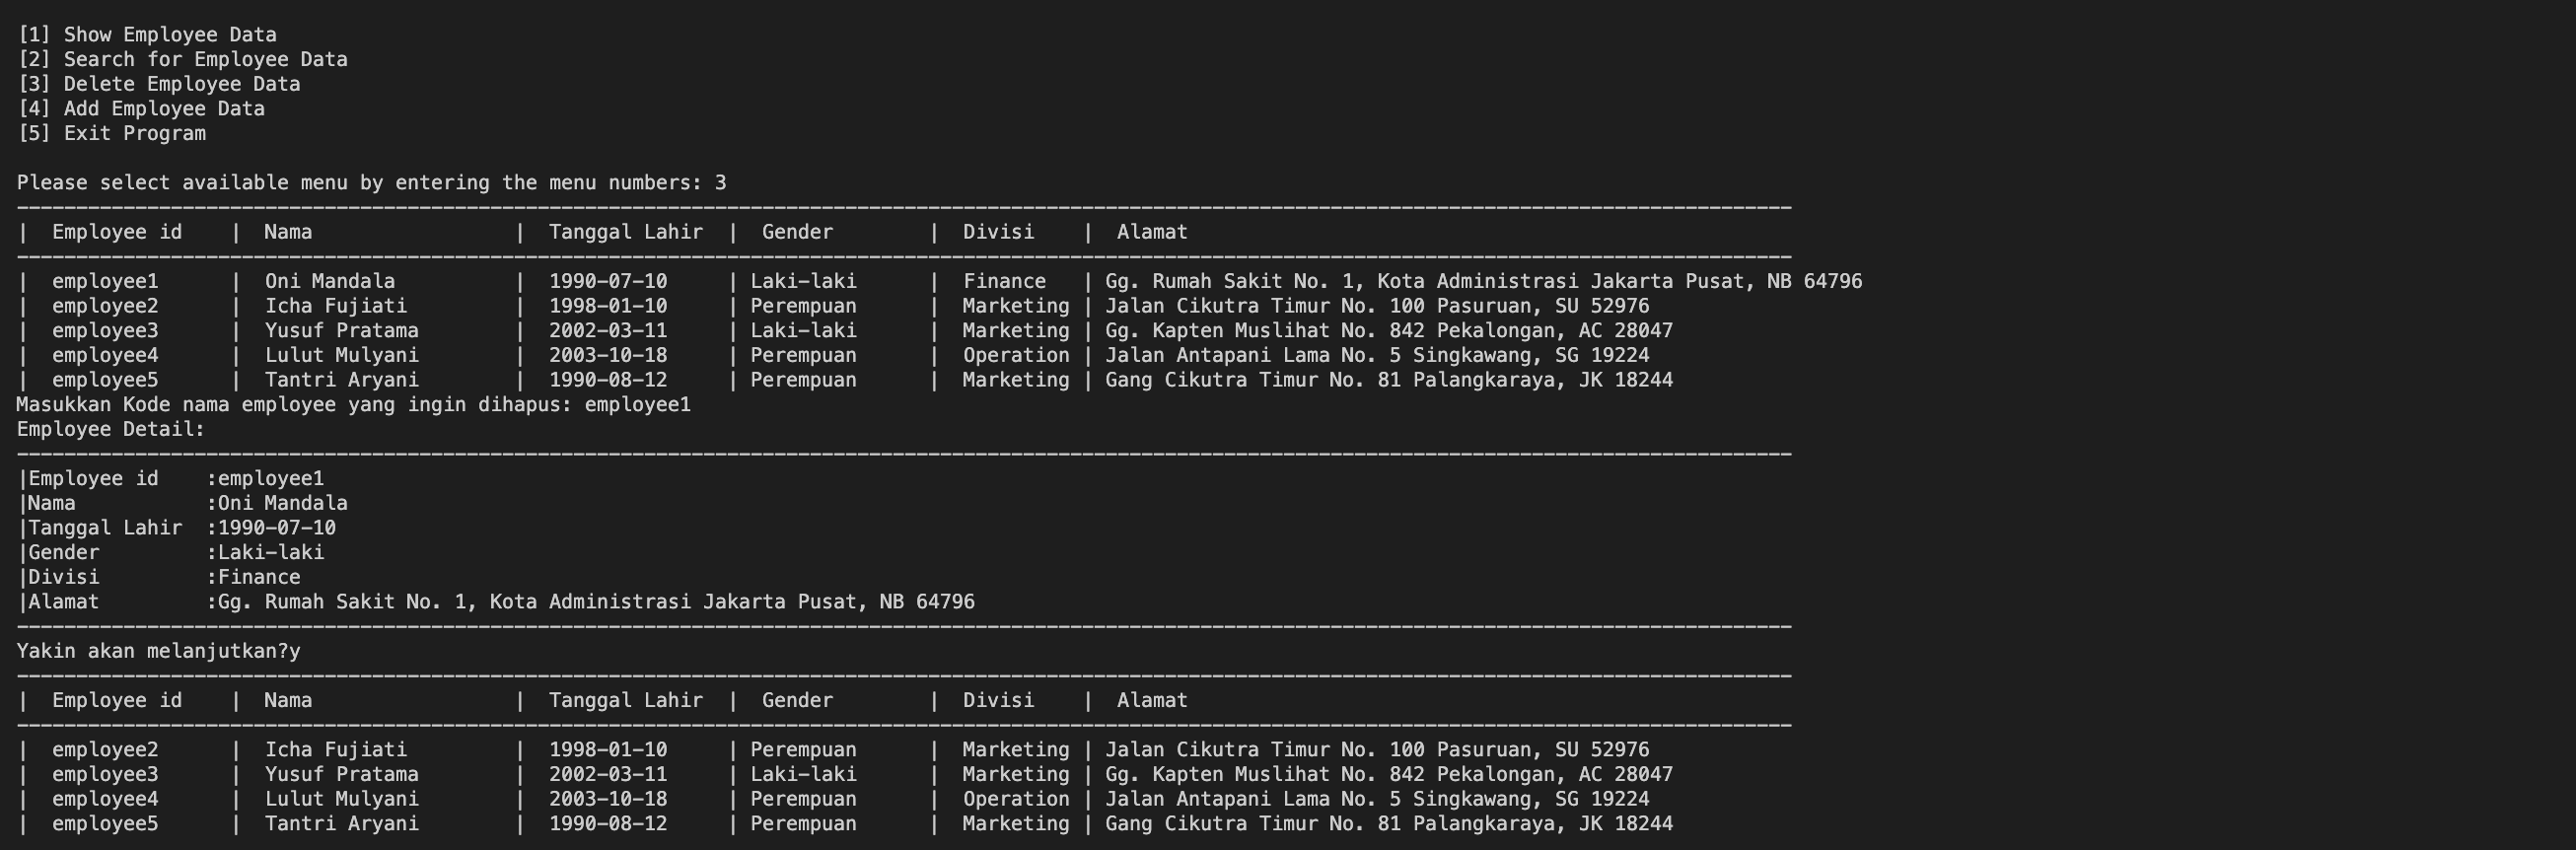 [1] Show Employee Data
[2] Search for Employee Data
[3] Delete Employee Data
[4] Add Employee Data
[5] Exit Program
Please select available menu by entering the menu numbers: 3
------------------------------------------------------------------------------------------------------------------------------------------------------
|  Employee id    |  Nama                 |  Tanggal Lahir  |  Gender        |  Divisi    |  Alamat
------------------------------------------------------------------------------------------------------------------------------------------------------
|  employee1      |  Oni Mandala          |  1990-07-10     | Laki-laki      |  Finance   | Gg. Rumah Sakit No. 1, Kota Administrasi Jakarta Pusat, NB 64796
|  employee2      |  Icha Fujiati         |  1998-01-10     | Perempuan      |  Marketing | Jalan Cikutra Timur No. 100 Pasuruan, SU 52976
|  employee3      |  Yusuf Pratama        |  2002-03-11     | Laki-laki      |  Marketing | Gg. Kapten Muslihat No. 842 Pekalongan, AC 28047
|  employee4      |  Lulut Mulyani        |  2003-10-18     | Perempuan      |  Operation | Jalan Antapani Lama No. 5 Singkawang, SG 19224
|  employee5      |  Tantri Aryani        |  1990-08-12     | Perempuan      |  Marketing | Gang Cikutra Timur No. 81 Palangkaraya, JK 18244
Masukkan Kode nama employee yang ingin dihapus: employee1
Employee Detail:
------------------------------------------------------------------------------------------------------------------------------------------------------
|Employee id    :employee1
|Nama           :Oni Mandala
|Tanggal Lahir  :1990-07-10
|Gender         :Laki-laki
|Divisi         :Finance
|Alamat         :Gg. Rumah Sakit No. 1, Kota Administrasi Jakarta Pusat, NB 64796
------------------------------------------------------------------------------------------------------------------------------------------------------
Yakin akan melanjutkan?y
------------------------------------------------------------------------------------------------------------------------------------------------------
|  Employee id    |  Nama                 |  Tanggal Lahir  |  Gender        |  Divisi    |  Alamat
------------------------------------------------------------------------------------------------------------------------------------------------------
|  employee2      |  Icha Fujiati         |  1998-01-10     | Perempuan      |  Marketing | Jalan Cikutra Timur No. 100 Pasuruan, SU 52976
|  employee3      |  Yusuf Pratama        |  2002-03-11     | Laki-laki      |  Marketing | Gg. Kapten Muslihat No. 842 Pekalongan, AC 28047
|  employee4      |  Lulut Mulyani        |  2003-10-18     | Perempuan      |  Operation | Jalan Antapani Lama No. 5 Singkawang, SG 19224
|  employee5      |  Tantri Aryani        |  1990-08-12     | Perempuan      |  Marketing | Gang Cikutra Timur No. 81 Palangkaraya, JK 18244